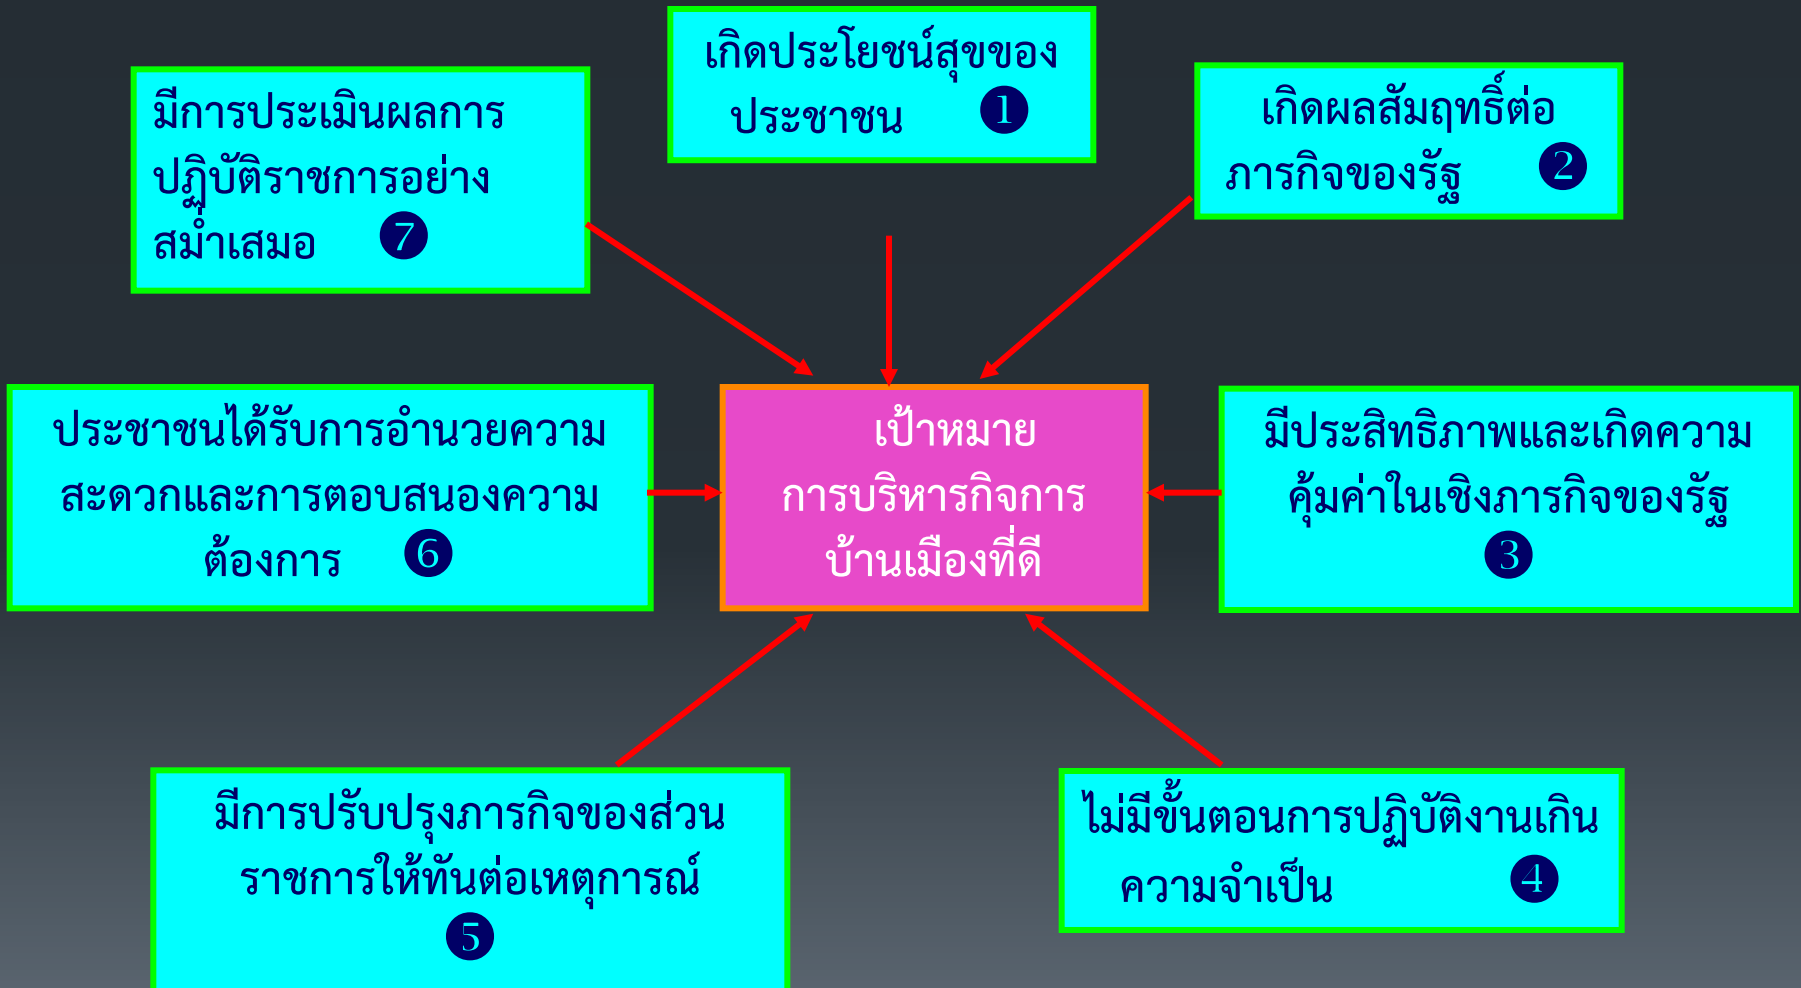 เกิดประโยชน์สุขของ
ประชาชน ❶
เกิดผลสัมฤทธิ์ต่อ
ภารกิจของรัฐ ❷
มีประสิทธิภาพและเกิดความ
คุ้มค่าในเชิงภารกิจของรัฐ
❸
ไม่มีขั้นตอนการปฏิบัติงานเกิน
ความจำเป็น ❹
มีการปรับปรุงภารกิจของส่วน
ราชการให้ทันต่อเหตุการณ์
❺
ประชาชนได้รับการอำนวยความ
สะดวกและการตอบสนองความ
ต้องการ ❻
มีการประเมินผลการ
ปฏิบัติราชการอย่าง
สม่ำเสมอ ❼
เป้าหมาย
การบริหารกิจการ
บ้านเมืองที่ดี